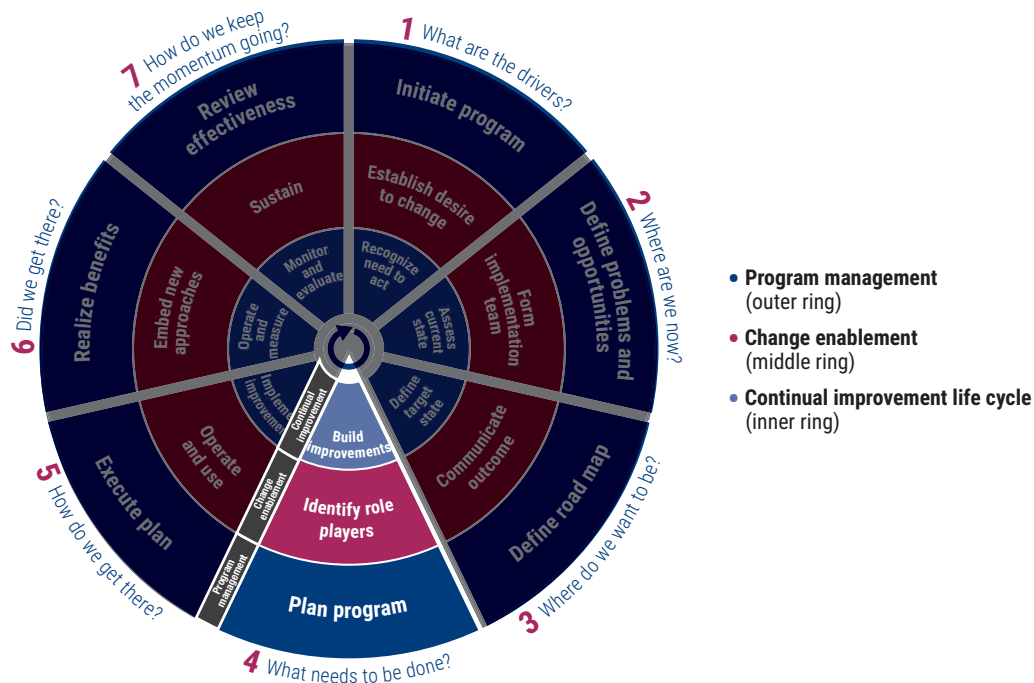 1 What are the drivers?
Initiate program
Establish desire
to change
Recognize
need to
act
2 Where are we now?
Define problems and
opportunities
Form
implementation
team
Assess
current
state
3 Where do we want to be?
Define road map
Communicate
outcome
Define
target
state
4 What needs to be done?
Plan program
Identify role
players
Build
improvements
Continual
improvement
Change
enablement
Program
management
5 How do we get there?
Execute plan
Operate
and use
6 Did we get there?
Realize benefits
Embed new
approaches
Operate
and
measure
7 How do we keep
the momentum going?
Review
effectiveness
Sustain
Monitor
and
evaluate
• Program management
(outer ring)
• Change enablement
(middle ring)
• Continual improvement life cycle
(inner ring)